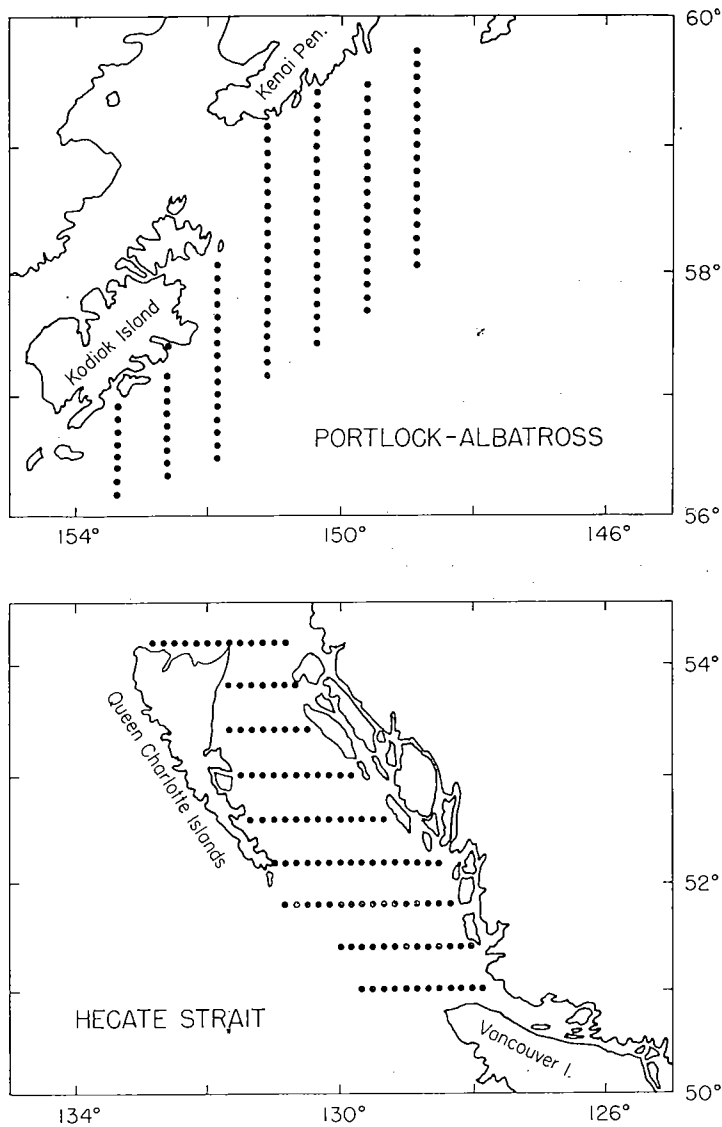 60°
Kenai Pen.
58°
Kodiak Island
PORTLOCK-ALBATROSS
56°
154°
150°
146°
54°
Queen Charlotte Islands
52°
HECATE STRAIT
Vancouver I.
50°
134°
130°
126°